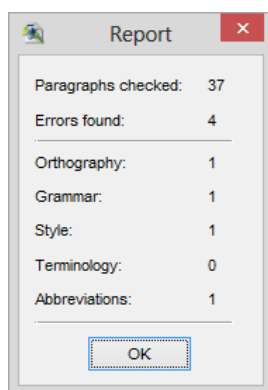 Report
Paragraphs checked: 37
Errors found: 4
Orthography: 1
Grammar: 1
Style: 1
Terminology: 0
Abbreviations: 1
OK